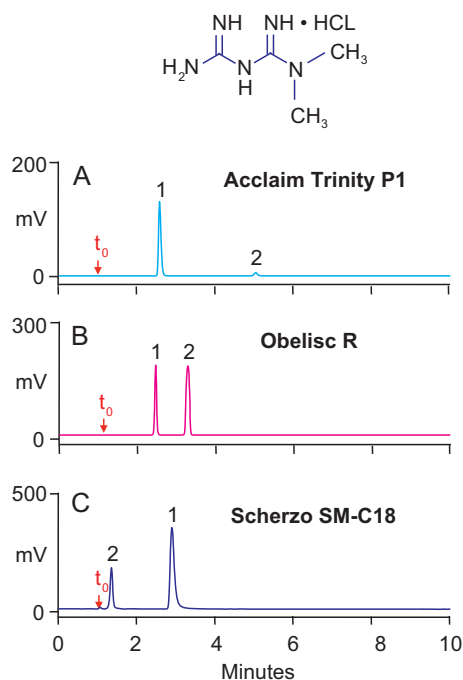 NH NH • HCL
H₂N N N CH₃
H
CH₃
200 A 1 Acclaim Trinity P1
mV
t₀ 2
0
300 B 1 2 Obelisc R
mV
t₀
0
500 C 1 Scherzo SM-C18
2
mV
t₀
0
0 2 4 6 8 10
Minutes